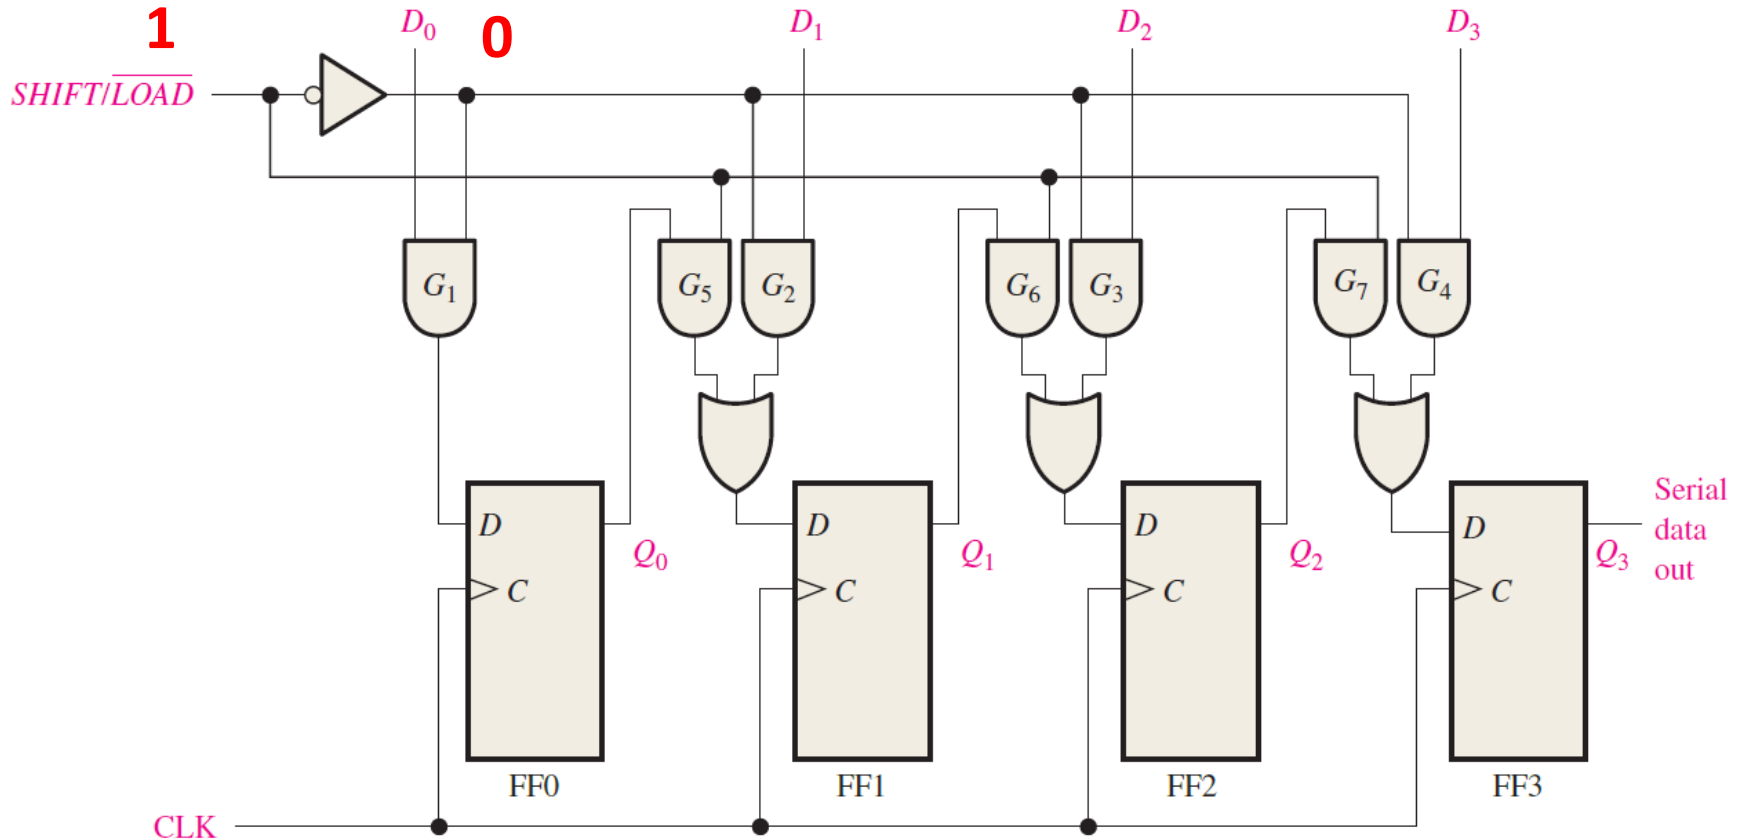 1
D0
0
D1
D2
D3
SHIFT/LOAD
G1
G5
G2
G6
G3
G7
G4
D
Q0
C
FF0
D
Q1
C
FF1
D
Q2
C
FF2
D
Q3
C
FF3
Serial
data
out
CLK